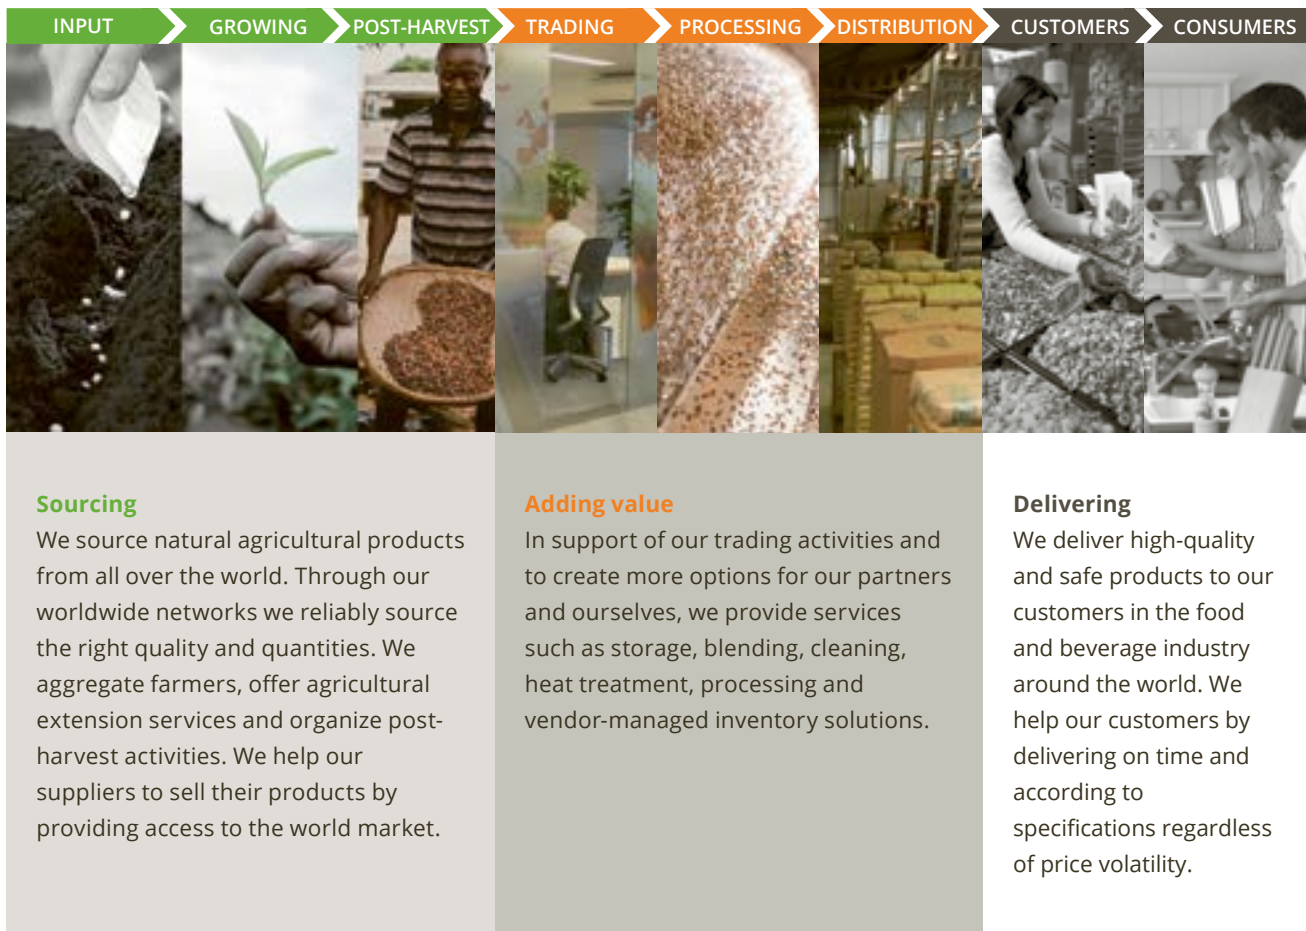 INPUT
GROWING
POST-HARVEST
TRADING
PROCESSING
DISTRIBUTION
CUSTOMERS
CONSUMERS
Sourcing
We source natural agricultural products
from all over the world. Through our
worldwide networks we reliably source
the right quality and quantities. We
aggregate farmers, offer agricultural
extension services and organize post-
harvest activities. We help our
suppliers to sell their products by
providing access to the world market.
Adding value
In support of our trading activities and
to create more options for our partners
and ourselves, we provide services
such as storage, blending, cleaning,
heat treatment, processing and
vendor-managed inventory solutions.
Delivering
We deliver high-quality
and safe products to our
customers in the food
and beverage industry
around the world. We
help our customers by
delivering on time and
according to
specifications regardless
of price volatility.